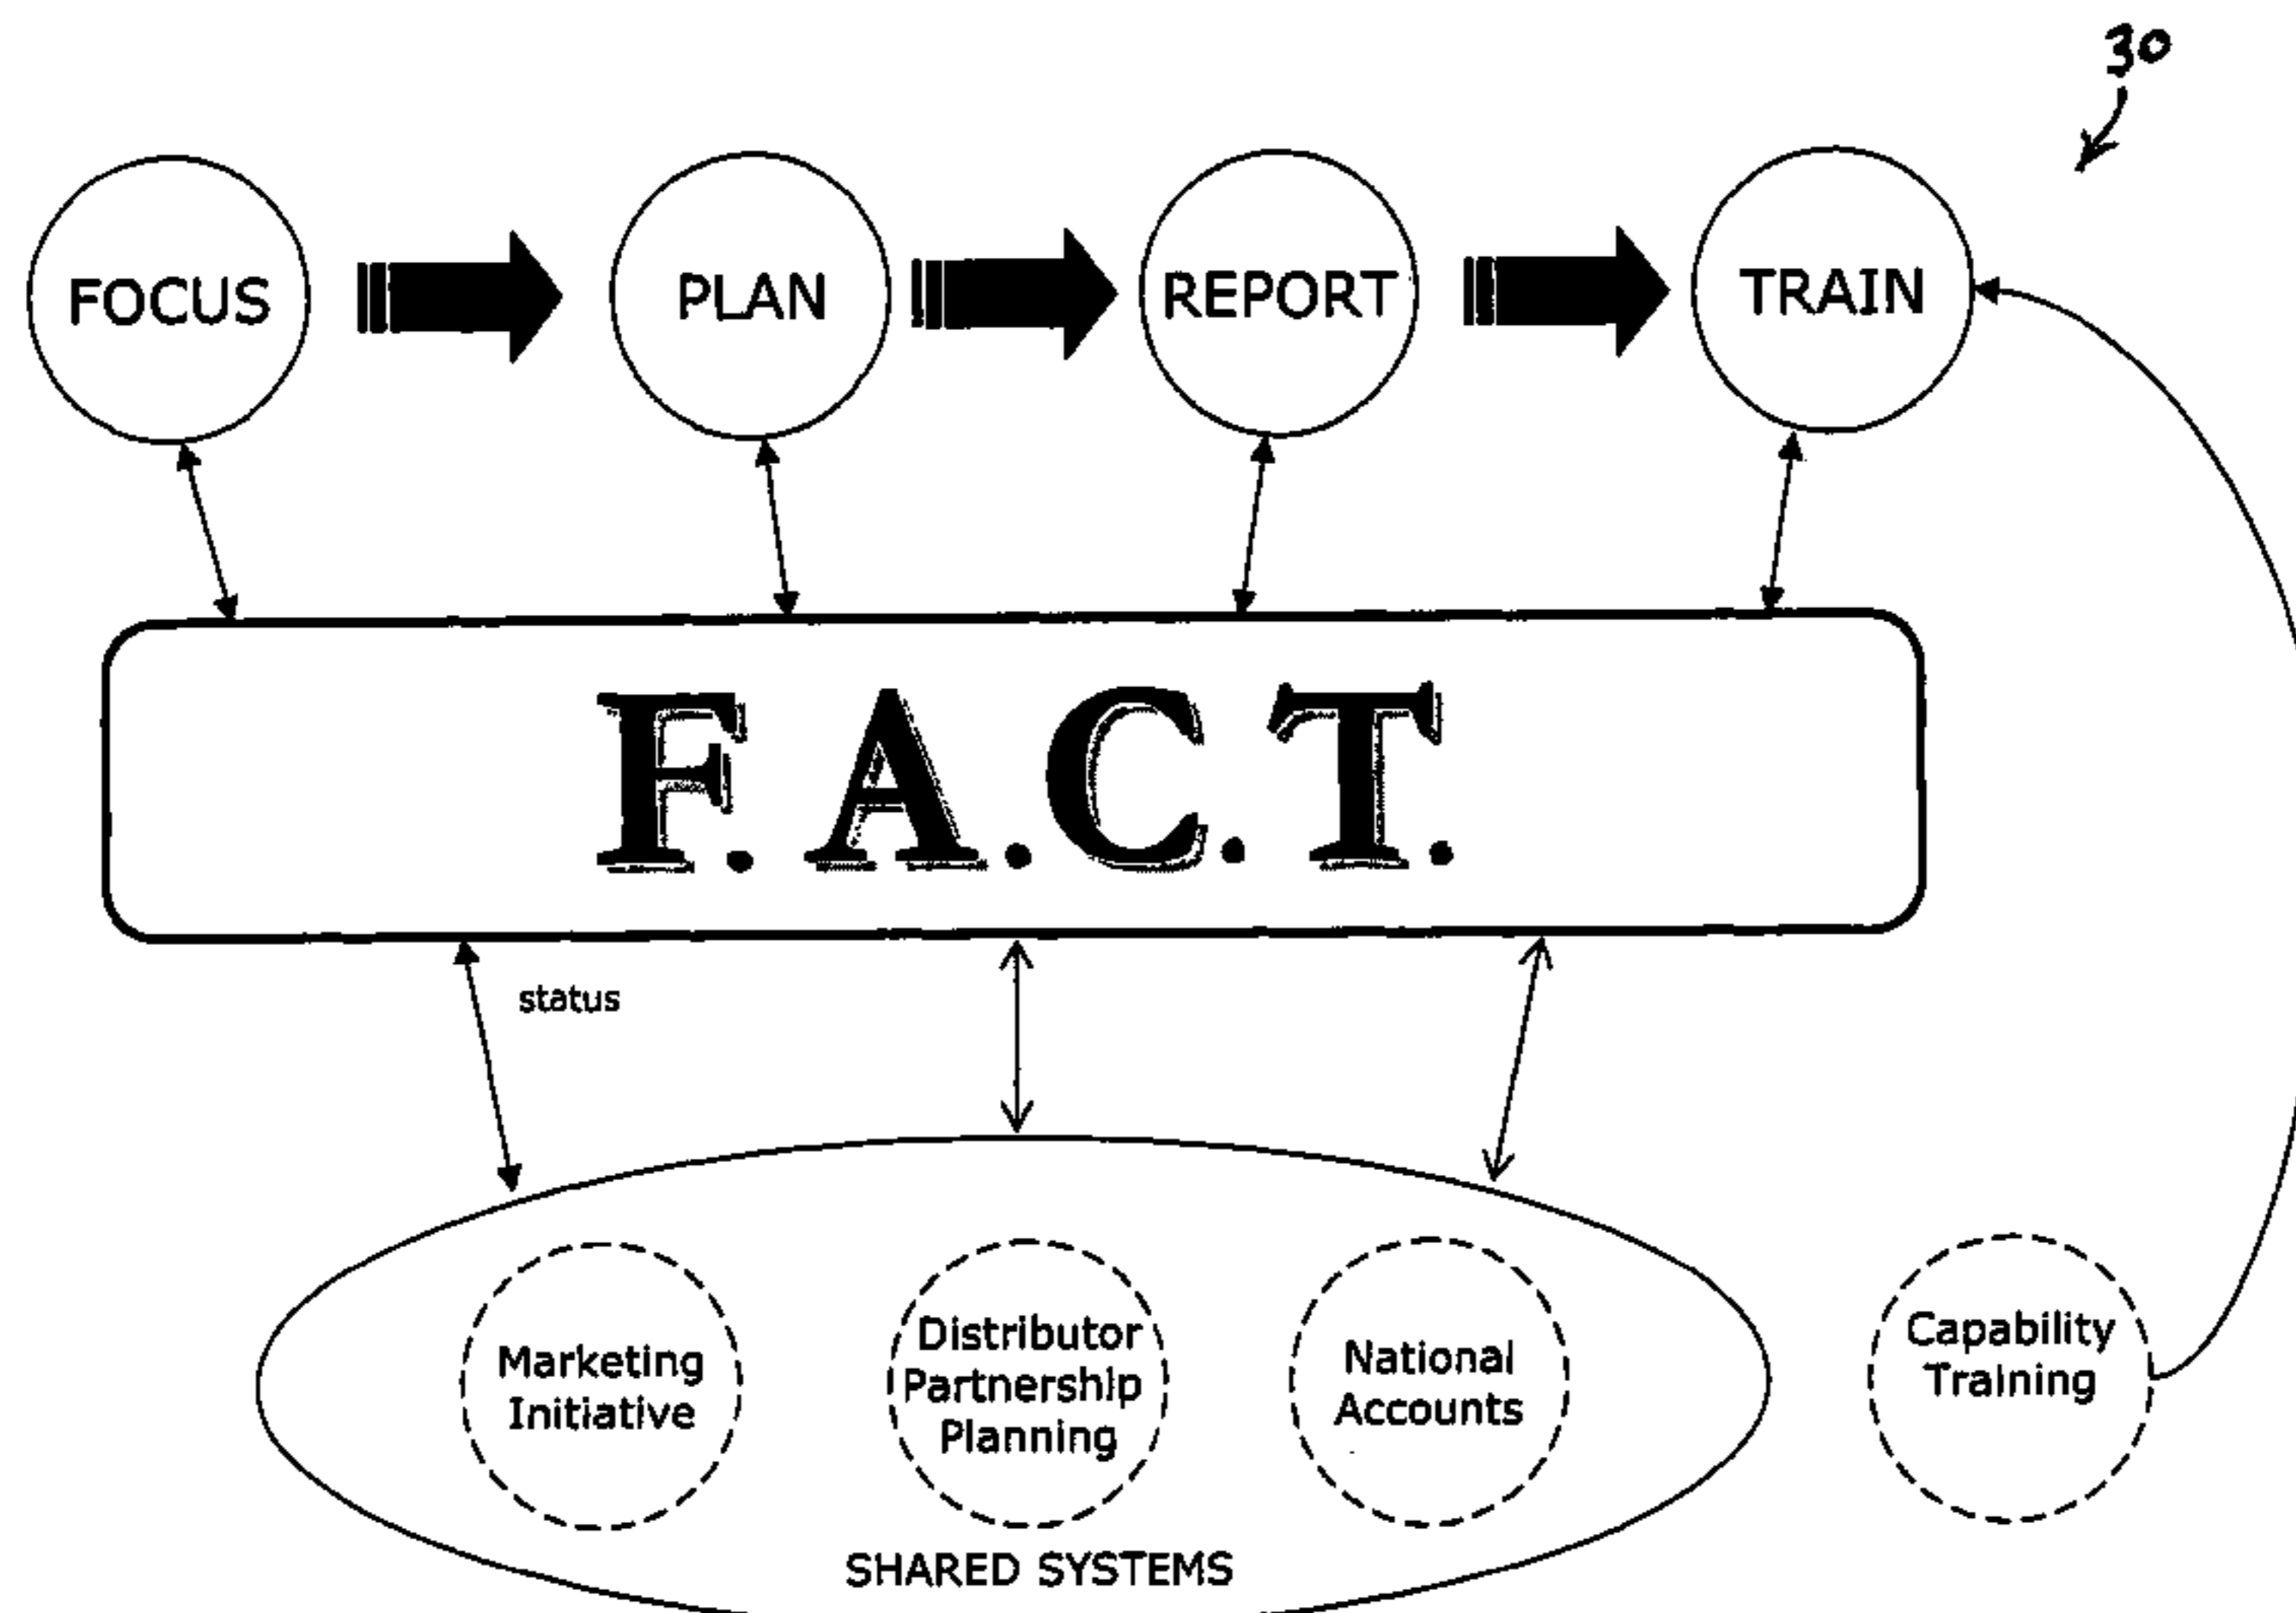 30
FOCUS
PLAN
REPORT
TRAIN
F.A.C.T.
status
Marketing
Initiative
Distributor
Partnership
Planning
National
Accounts
Capability
Training
SHARED SYSTEMS